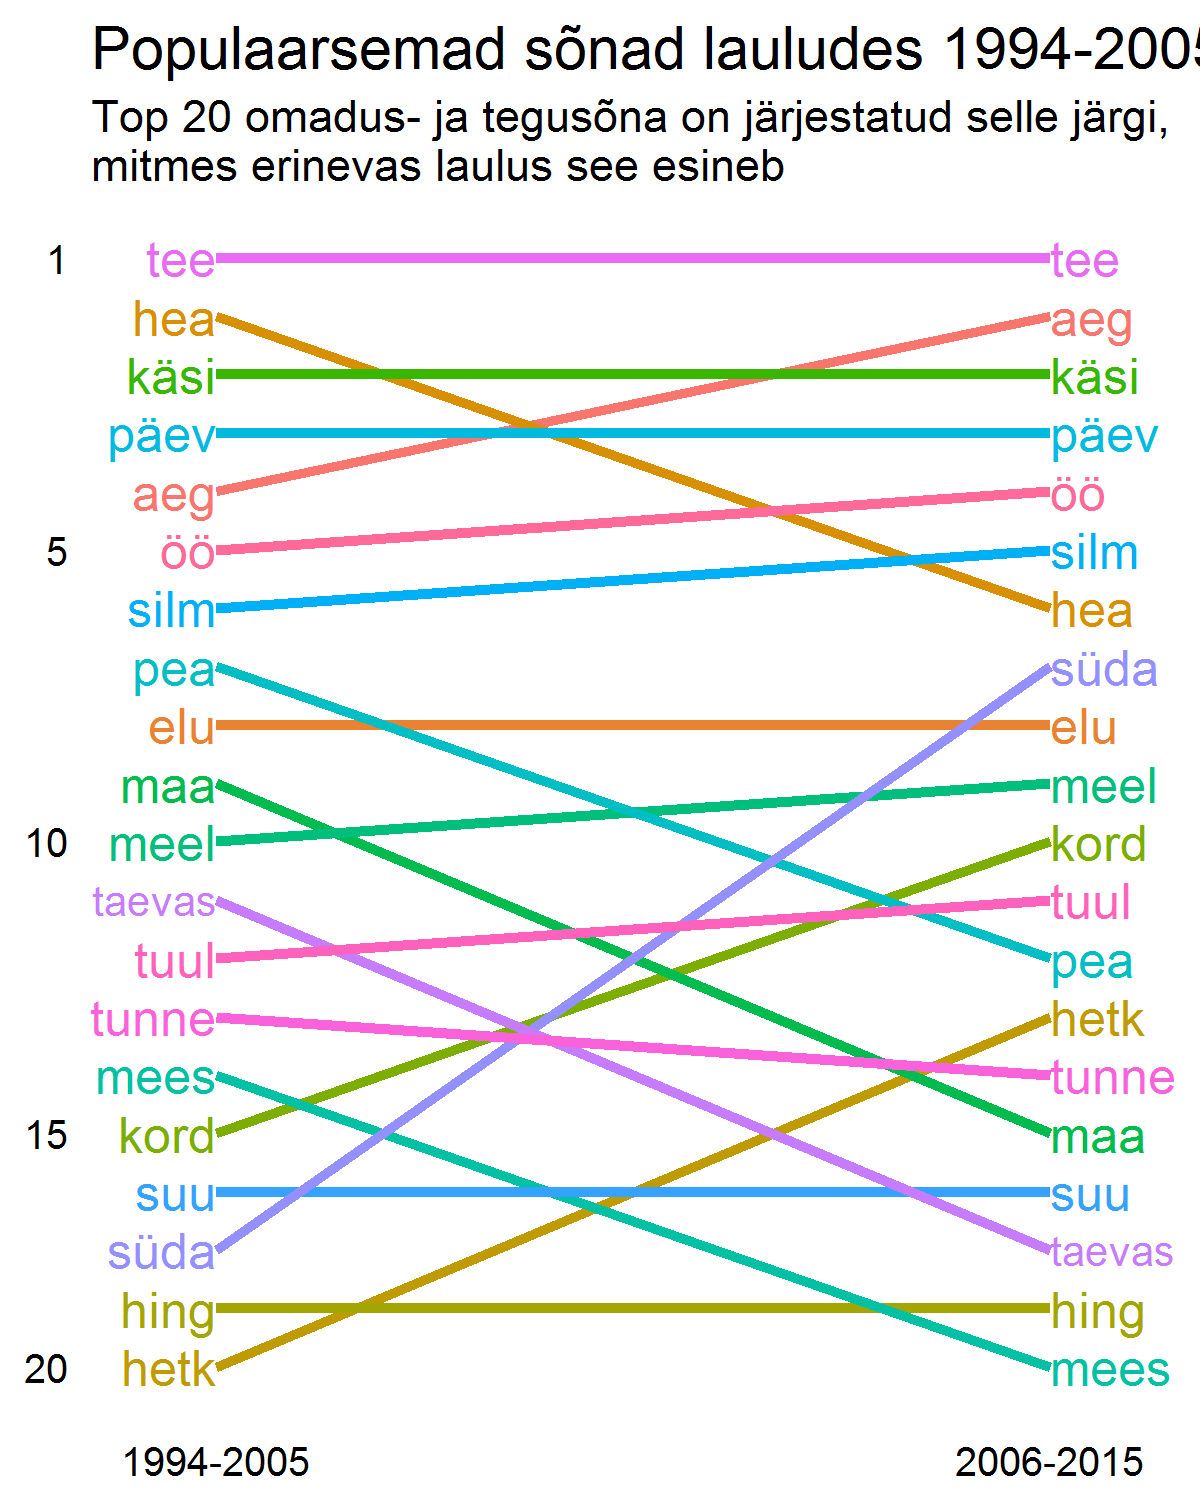 Populaarsemad sõnad lauludes 1994-2005
Top 20 omadus- ja tegusõna on järjestatud selle järgi,
mitmes erinevas laulus see esineb
1 tee tee
hea aeg
käsi käsi
päev päev
aeg öö
5 öö silm
silm hea
pea süda
elu elu
maa meel
10 meel kord
taevas tuul
tuul pea
tunne hetk
mees tunne
15 kord maa
suu suu
süda taevas
hing hing
20 hetk mees
1994-2005 2006-2015